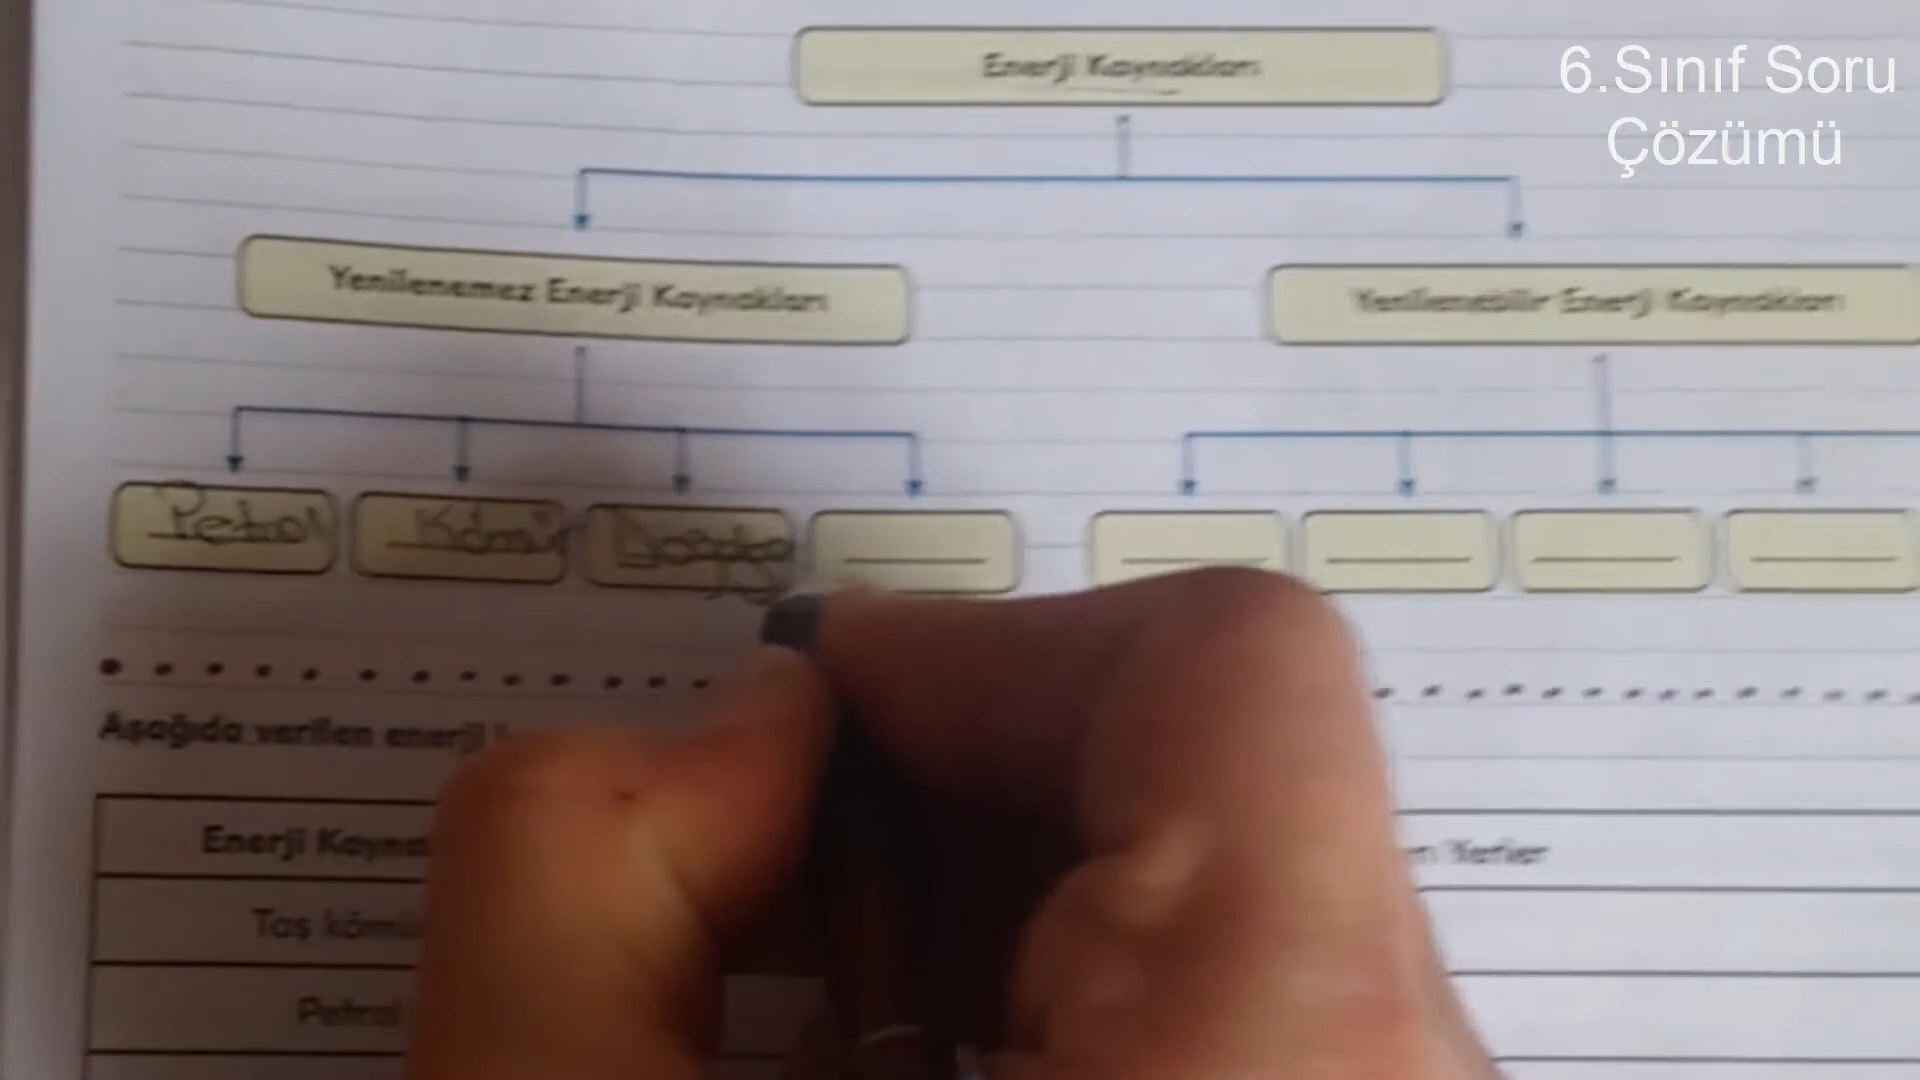 6.Sınıf Soru
Çözümü
Enerji Kaynakları
Yenilenemez Enerji Kaynakları
Yenilenebilir Enerji Kaynakları
Petrol
Kömür
Aşağıda verilen enerji
Enerji Kayna
Yerler
Taş kömü
Petrol